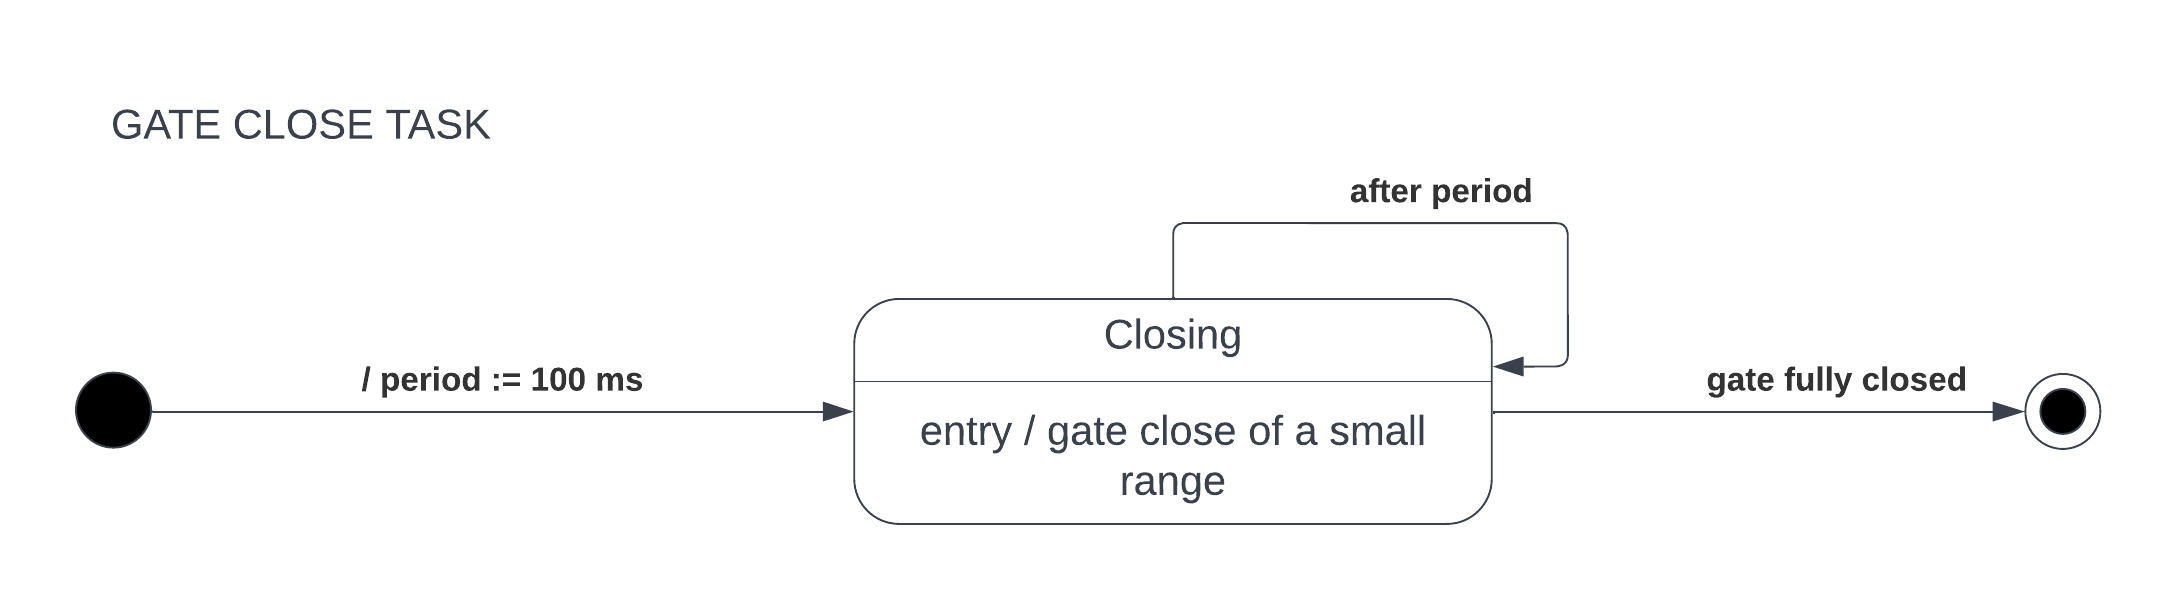 GATE CLOSE TASK
after period
Closing
/ period := 100 ms
gate fully closed
entry / gate close of a small
range